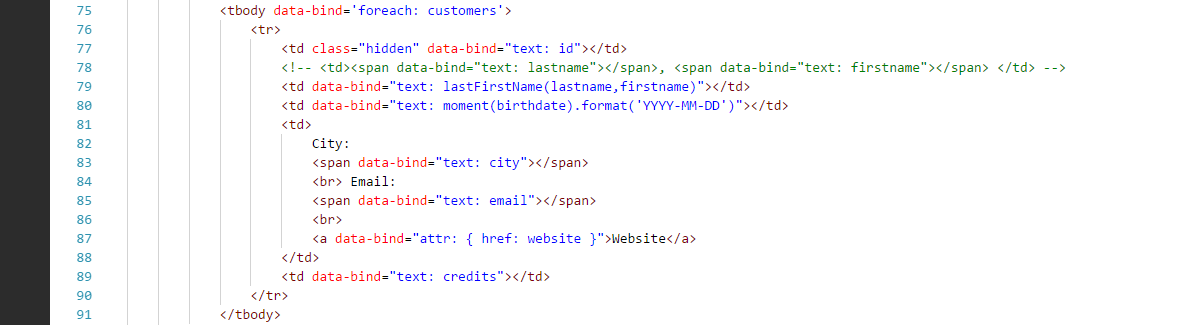 75 <tbody data-bind='foreach: customers'>
76 <tr>
77 <td class="hidden" data-bind="text: id"></td>
78 <!-- <td><span data-bind="text: lastname"></span>, <span data-bind="text: firstname"></span> </td> -->
79 <td data-bind="text: lastFirstName(lastname,firstname)"></td>
80 <td data-bind="text: moment(birthdate).format('YYYY-MM-DD')"></td>
81 <td>
82 City:
83 <span data-bind="text: city"></span>
84 <br> Email:
85 <span data-bind="text: email"></span>
86 <br>
87 <a data-bind="attr: { href: website }">Website</a>
88 </td>
89 <td data-bind="text: credits"></td>
90 </tr>
91 </tbody>